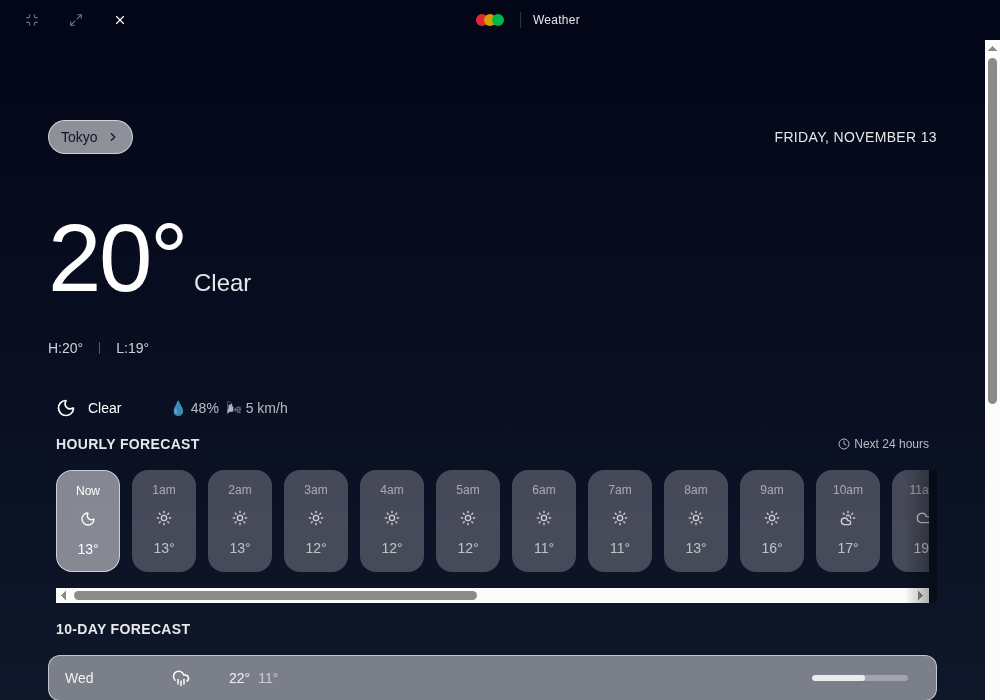 Weather
Tokyo
FRIDAY, NOVEMBER 13
20° Clear
H:20° L:19°
Clear 48% 5 km/h
HOURLY FORECAST Next 24 hours
Now 1am 2am 3am 4am 5am 6am 7am 8am 9am 10am 11a
13° 13° 13° 12° 12° 12° 11° 11° 13° 16° 17° 19
10-DAY FORECAST
Wed 22° 11°